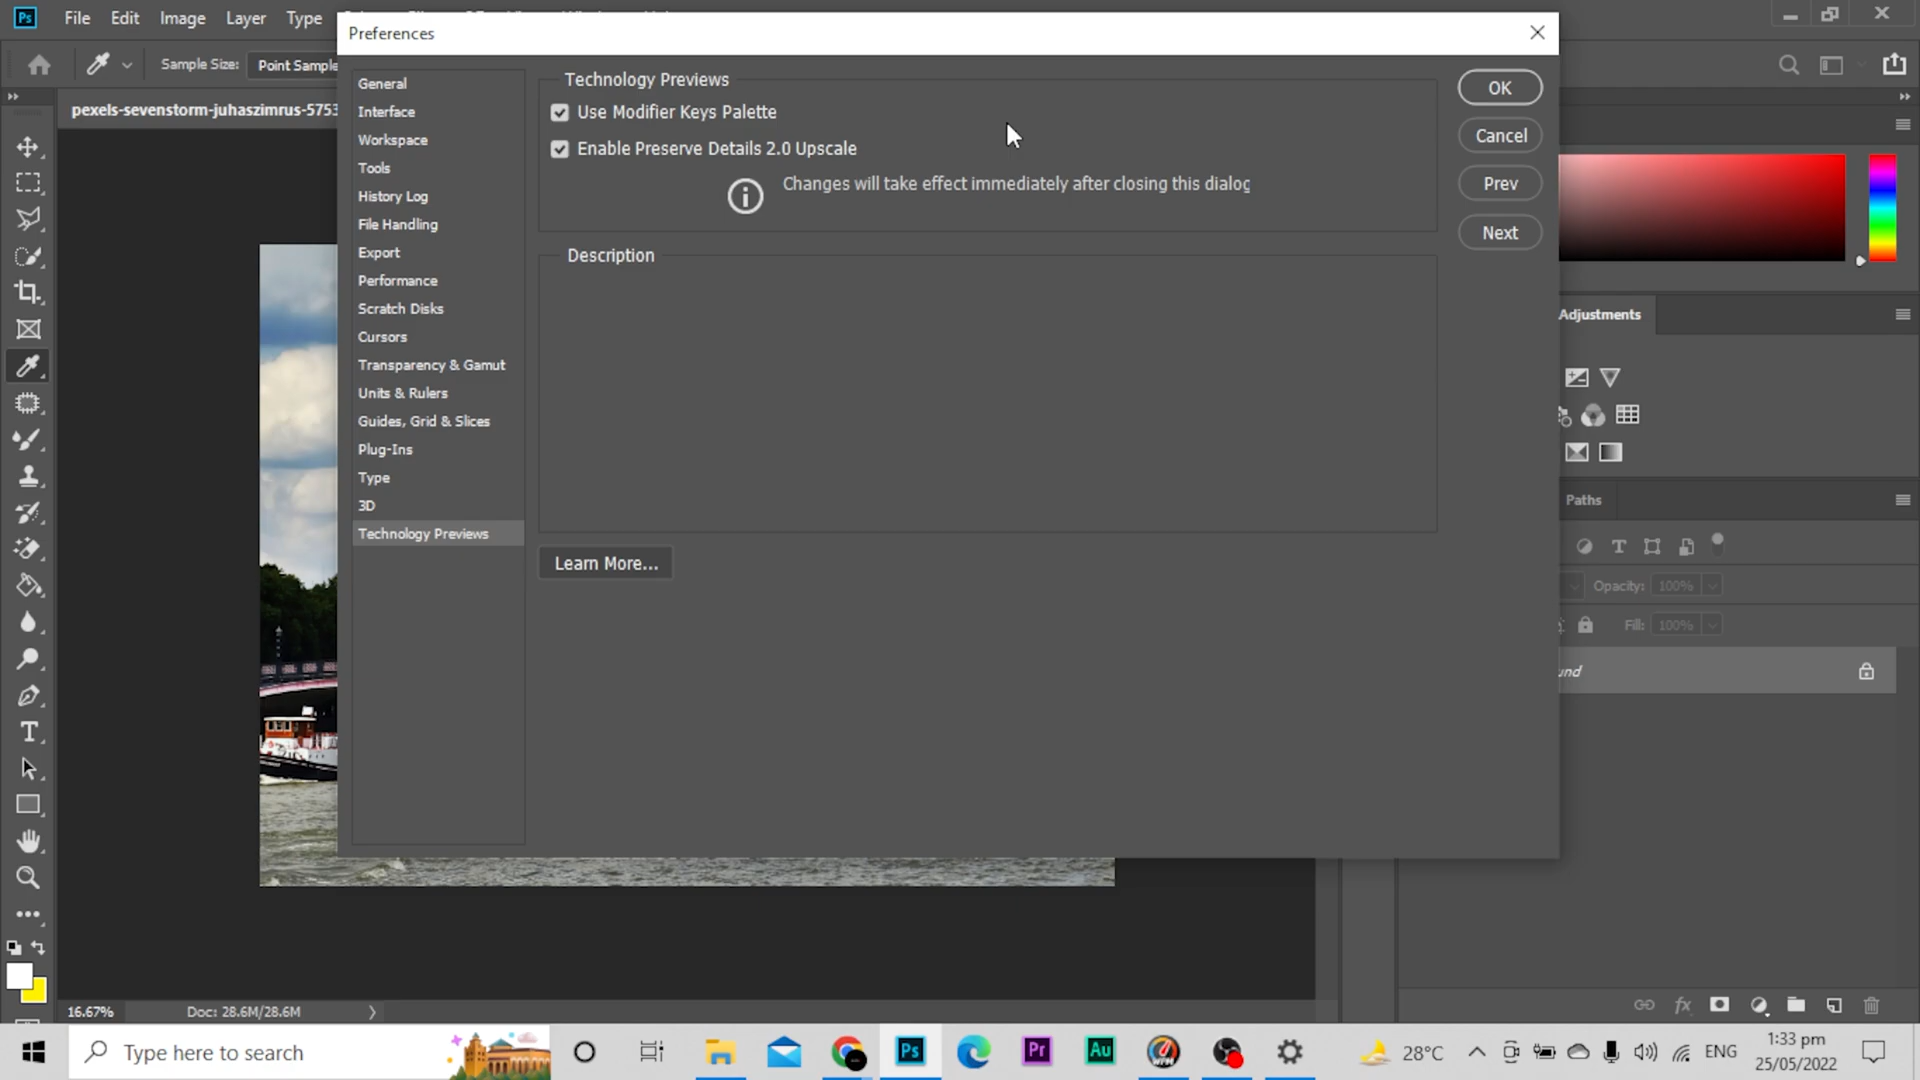 Ps File Edit Image Layer Type
Preferences
Sample Size: Point Sample
pexels-sevenstorm-juhaszimrus-5753
General
Interface
Workspace
Tools
History Log
File Handling
Export
Performance
Scratch Disks
Cursors
Transparency & Gamut
Units & Rulers
Guides, Grid & Slices
Plug-Ins
Type
3D
Technology Previews
Technology Previews
Use Modifier Keys Palette
Enable Preserve Details 2.0 Upscale
Changes will take effect immediately after closing this dialog
Description
Learn More...
OK
Cancel
Prev
Next
Adjustments
Paths
Opacity: 100%
Fill: 100%
und
16.67% Doc: 28.6M/28.6M
Type here to search
Ps Pr Au
28°C
ENG
1:33 pm
25/05/2022